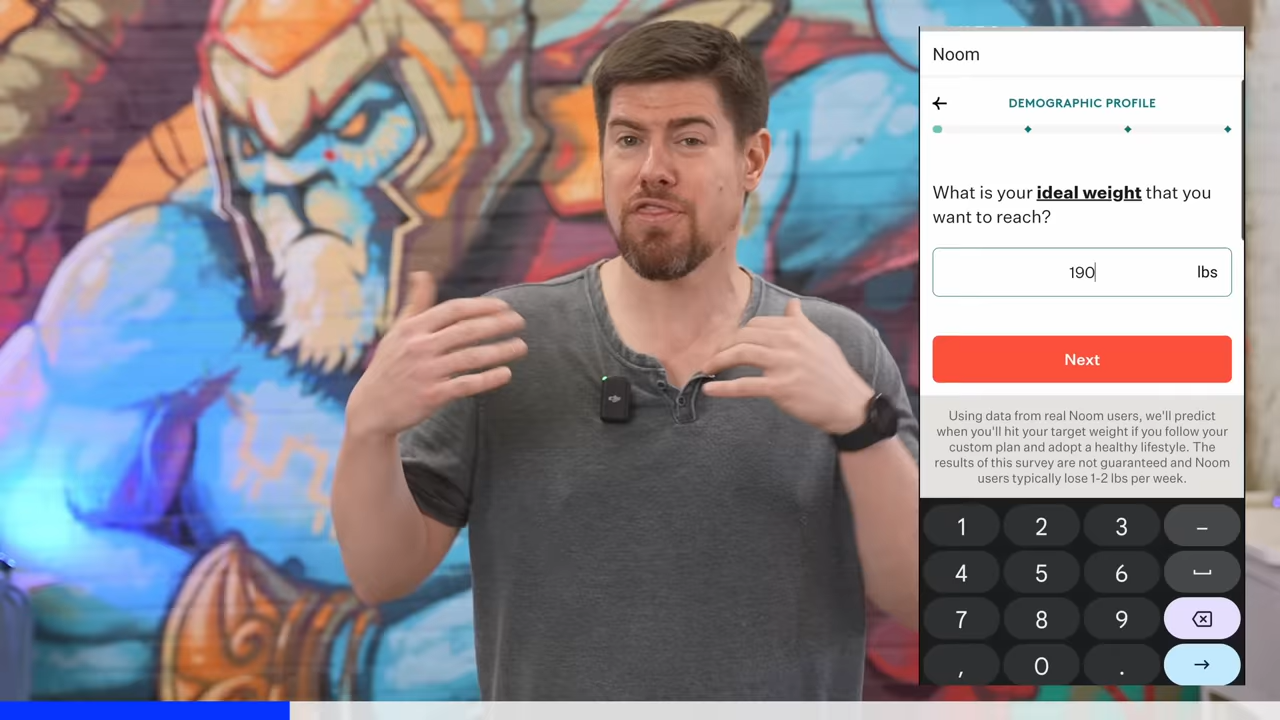 Noom
DEMOGRAPHIC PROFILE
What is your ideal weight that you
want to reach?
190 lbs
Next
Using data from real Noom users, we'll predict
when you'll hit your target weight if you follow your
custom plan and adopt a healthy lifestyle. The
results of this survey are not guaranteed and Noom
users typically lose 1-2 lbs per week.
1 2 3 –
4 5 6
7 8 9
, 0 .